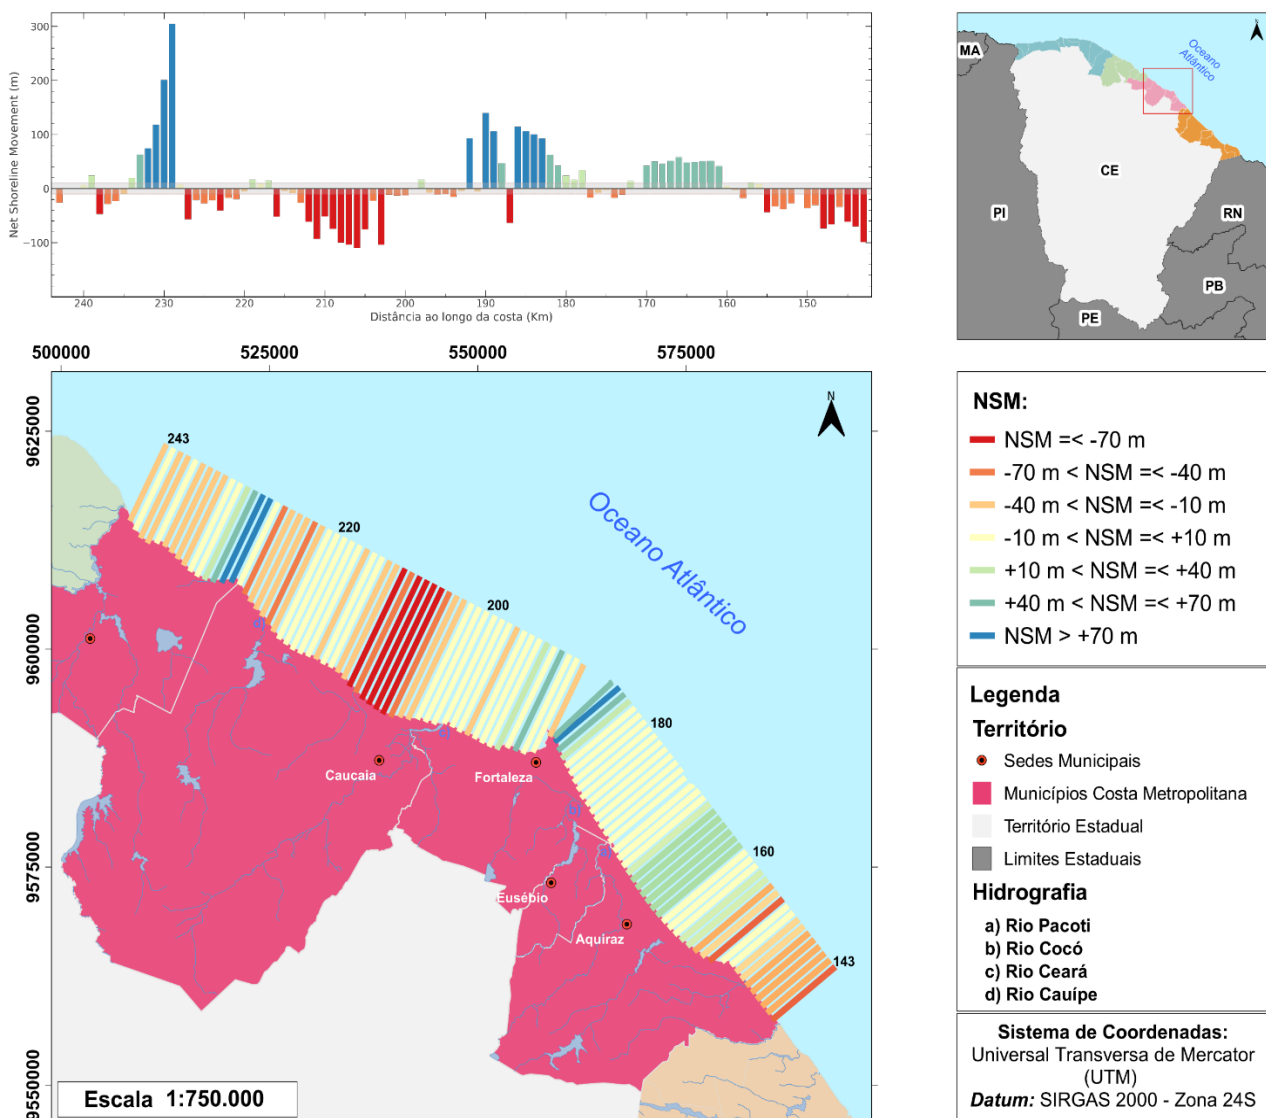 Net Shoreline Movement (m)
300
200
100
0
−100
240
230
220
210
200
190
180
170
160
150
Distância ao longo da costa (Km)
MA
Oceano
Atlântico
CE
PI
RN
PB
PE
N
500000
525000
550000
575000
9625000
9600000
9575000
9550000
243
220
200
180
160
143
N
Oceano Atlântico
d)
c)
b)
a)
Caucaia
Fortaleza
Eusébio
Aquiraz
Escala 1:750.000
NSM:
NSM =< -70 m
-70 m < NSM =< -40 m
-40 m < NSM =< -10 m
-10 m < NSM =< +10 m
+10 m < NSM =< +40 m
+40 m < NSM =< +70 m
NSM > +70 m
Legenda
Território
Sedes Municipais
Municípios Costa Metropolitana
Território Estadual
Limites Estaduais
Hidrografia
a) Rio Pacoti
b) Rio Cocó
c) Rio Ceará
d) Rio Cauípe
Sistema de Coordenadas:
Universal Transversa de Mercator
(UTM)
Datum: SIRGAS 2000 - Zona 24S